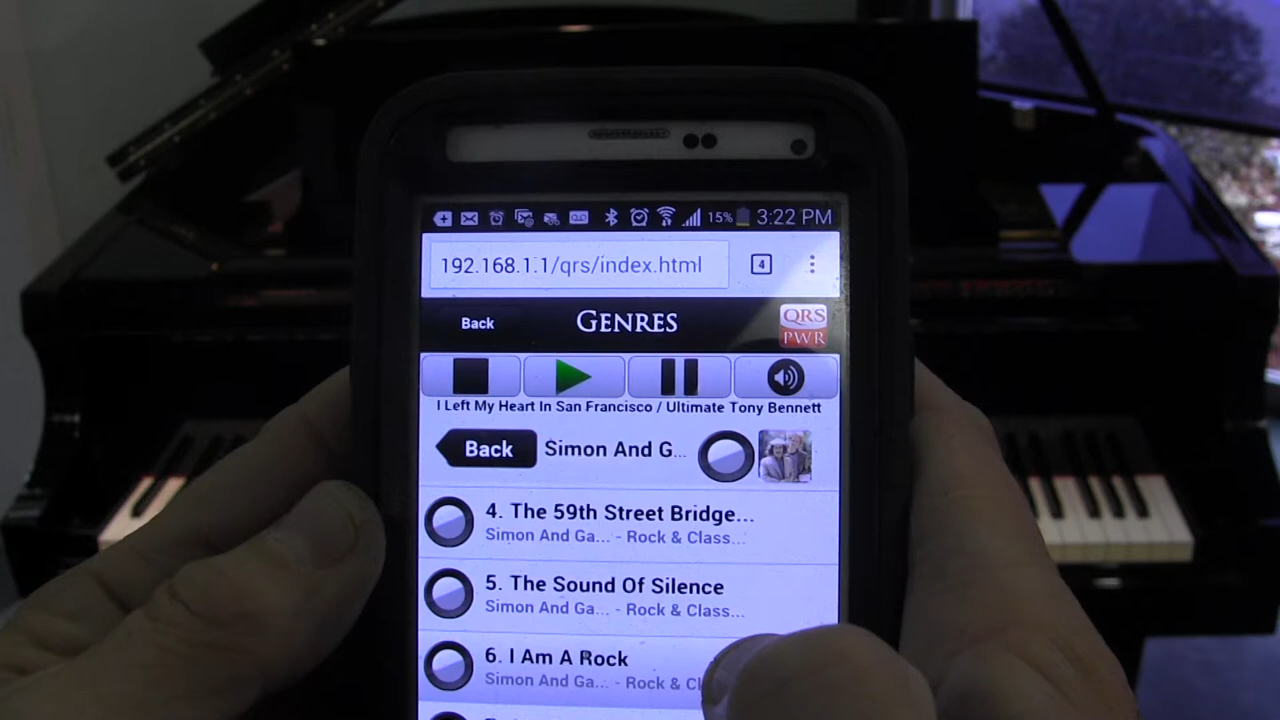 15% 3:22 PM
192.168.1.1/qrs/index.html 4
Back GENRES QRS
PWR
I Left My Heart In San Francisco / Ultimate Tony Bennett
Back Simon And G...
4. The 59th Street Bridge...
Simon And Ga... - Rock & Class...
5. The Sound Of Silence
Simon And Ga... - Rock & Class...
6. I Am A Rock
Simon And Ga... - Rock & Cl